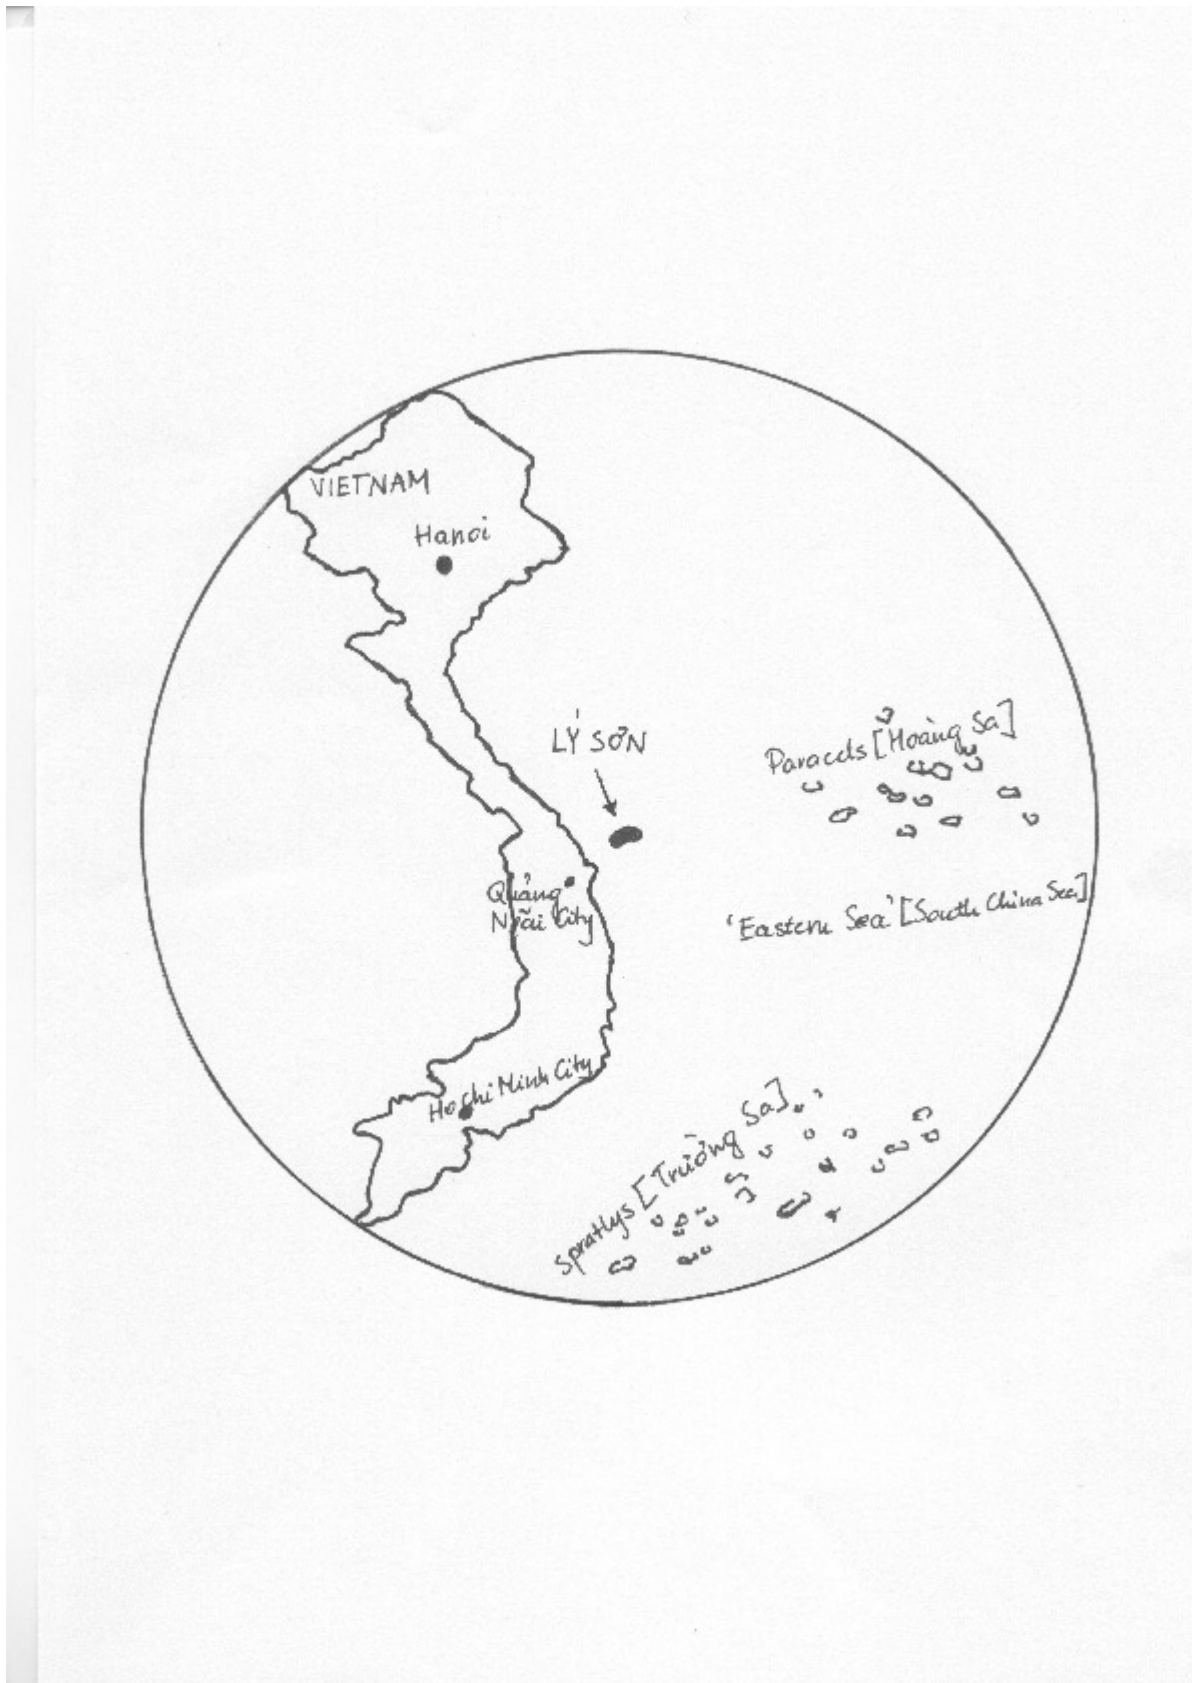 VIETNAM
Hanoi
LÝ SƠN
Paracels [Hoàng Sa]
Quảng
Ngãi City
'Eastern Sea' [South China Sea]
Ho Chi Minh City
Spratlys [Trường Sa]